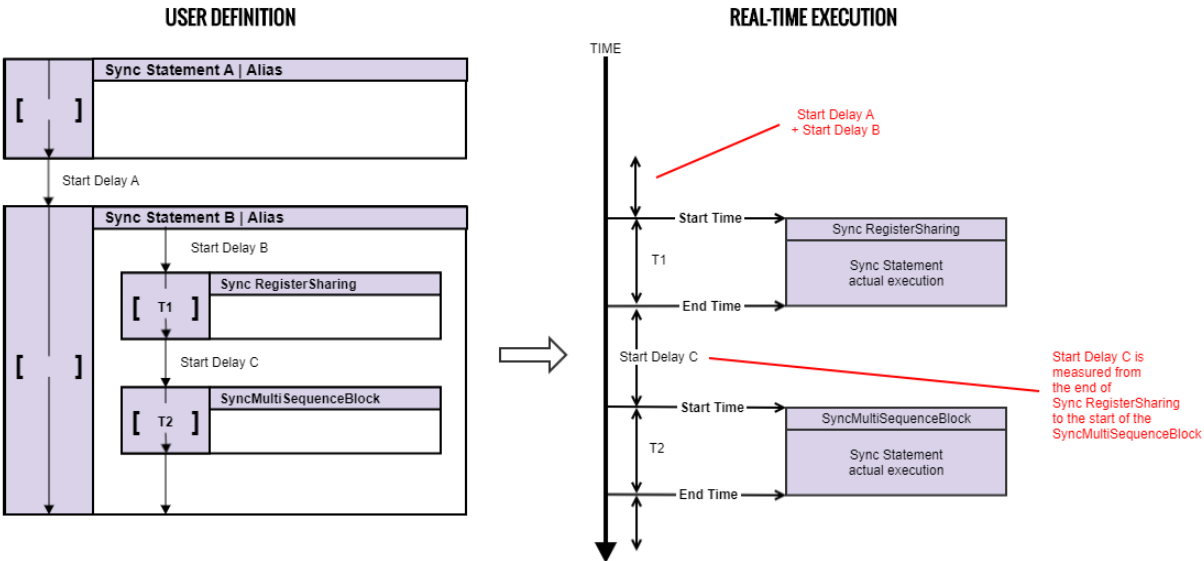 USER DEFINITION
Sync Statement A | Alias
[ ]
Start Delay A
Sync Statement B | Alias
Start Delay B
Sync RegisterSharing
[ T1 ]
Start Delay C
SyncMultiSequenceBlock
[ T2 ]
[ ]
REAL-TIME EXECUTION
TIME
Start Delay A
+ Start Delay B
Start Time
Sync RegisterSharing
T1
Sync Statement
actual execution
End Time
Start Delay C
Start Delay C is
measured from
the end of
Sync RegisterSharing
to the start of the
SyncMultiSequenceBlock
Start Time
SyncMultiSequenceBlock
T2
Sync Statement
actual execution
End Time